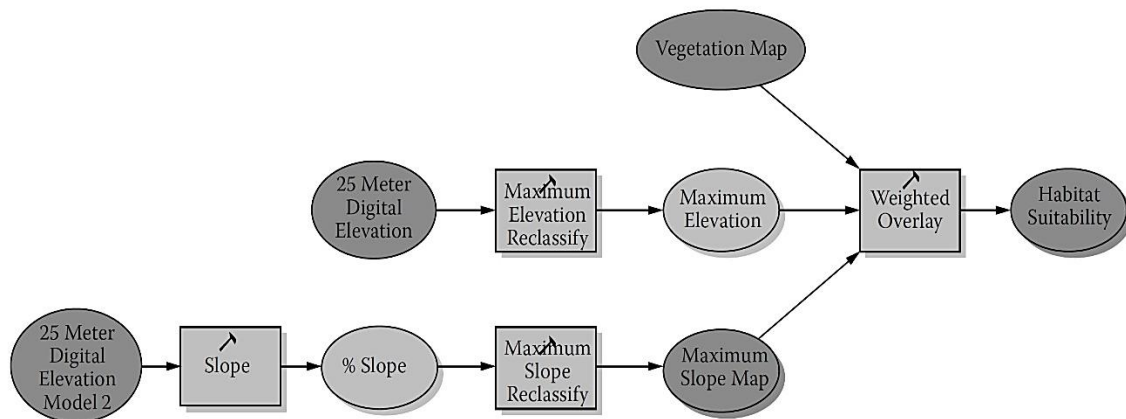 Vegetation Map
25 Meter
Digital
Elevation
Maximum
Elevation
Reclassify
Maximum
Elevation
Weighted
Overlay
Habitat
Suitability
25 Meter
Digital
Elevation
Model 2
Slope
% Slope
Maximum
Slope
Reclassify
Maximum
Slope Map